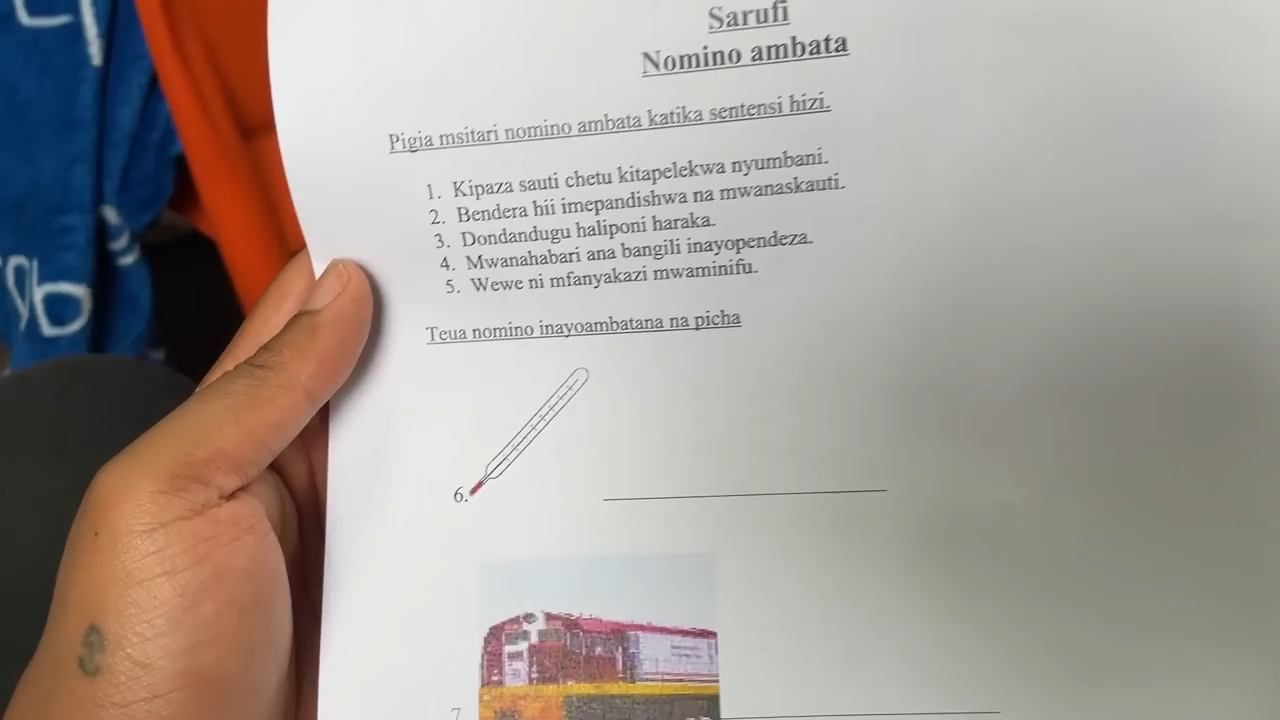 Sarufi
Nomino ambata
Pigia msitari nomino ambata katika sentensi hizi.
1. Kipaza sauti chetu kitapelekwa nyumbani.
2. Bendera hii imepandishwa na mwanaskauti.
3. Dondandugu haliponi haraka.
4. Mwanahabari ana bangili inayopendeza.
5. Wewe ni mfanyakazi mwaminifu.
Teua nomino inayoambatana na picha
6.
7